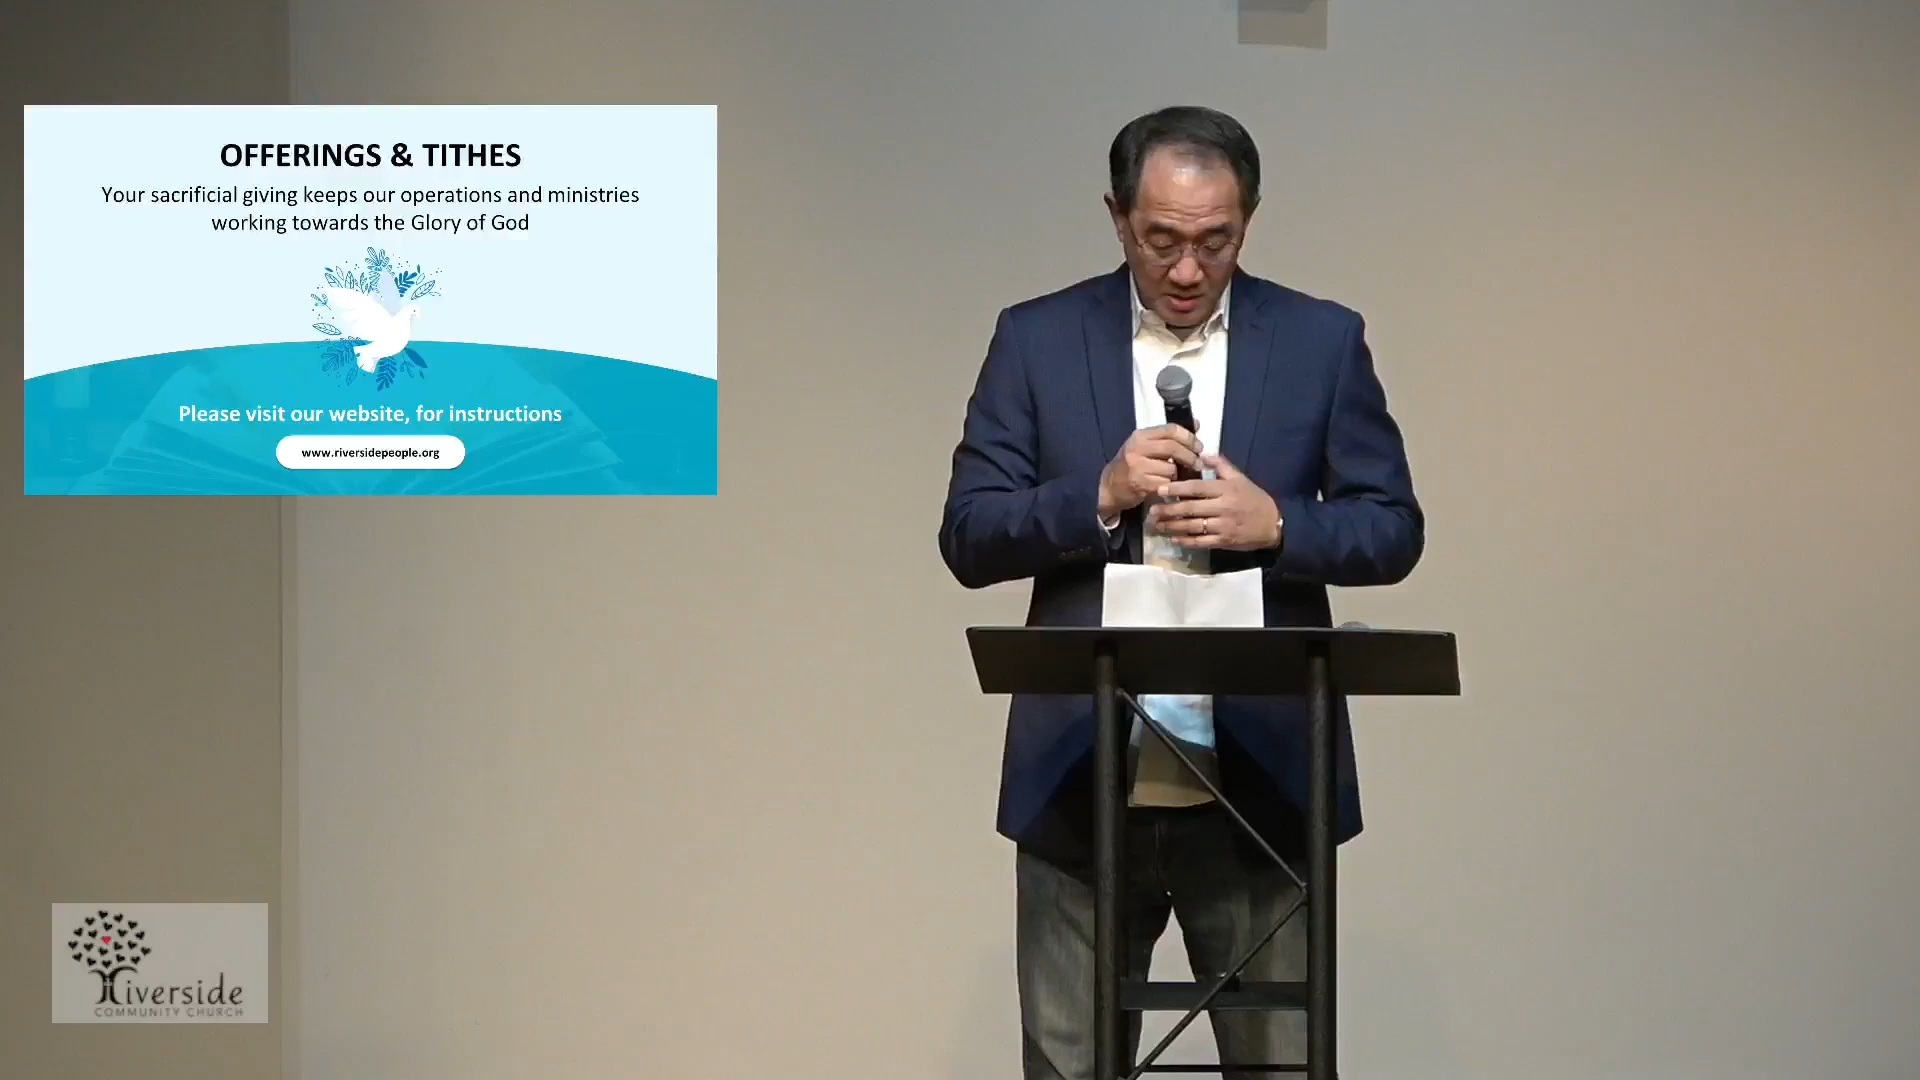 OFFERINGS & TITHES
Your sacrificial giving keeps our operations and ministries
working towards the Glory of God
Please visit our website, for instructions
www.riversidepeople.org
Riverside
COMMUNITY CHURCH